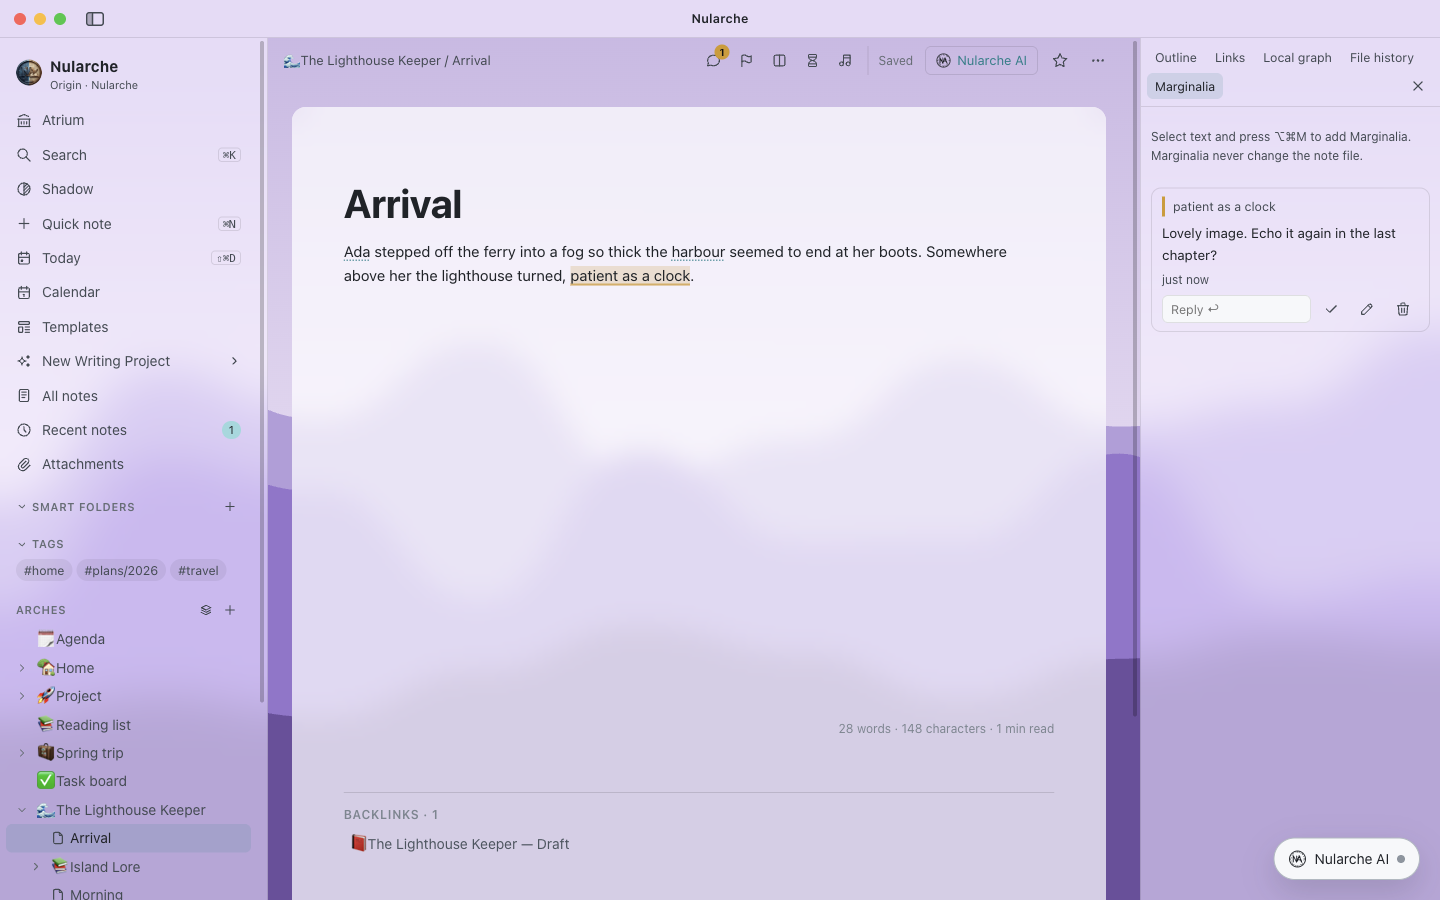 Nularche
Nularche
Origin · Nularche
Atrium
Search ⌘K
Shadow
Quick note ⌘N
Today ⇧⌘D
Calendar
Templates
New Writing Project
All notes
Recent notes 1
Attachments
SMART FOLDERS
TAGS
#home #plans/2026 #travel
ARCHES
Agenda
Home
Project
Reading list
Spring trip
Task board
The Lighthouse Keeper
Arrival
Island Lore
Morning
The Lighthouse Keeper / Arrival
1
Saved
Nularche AI
Arrival
Ada stepped off the ferry into a fog so thick the harbour seemed to end at her boots. Somewhere
above her the lighthouse turned, patient as a clock.
28 words · 148 characters · 1 min read
BACKLINKS · 1
The Lighthouse Keeper — Draft
Outline Links Local graph File history
Marginalia
Select text and press ⌥⌘M to add Marginalia.
Marginalia never change the note file.
patient as a clock
Lovely image. Echo it again in the last
chapter?
just now
Reply ↩
Nularche AI